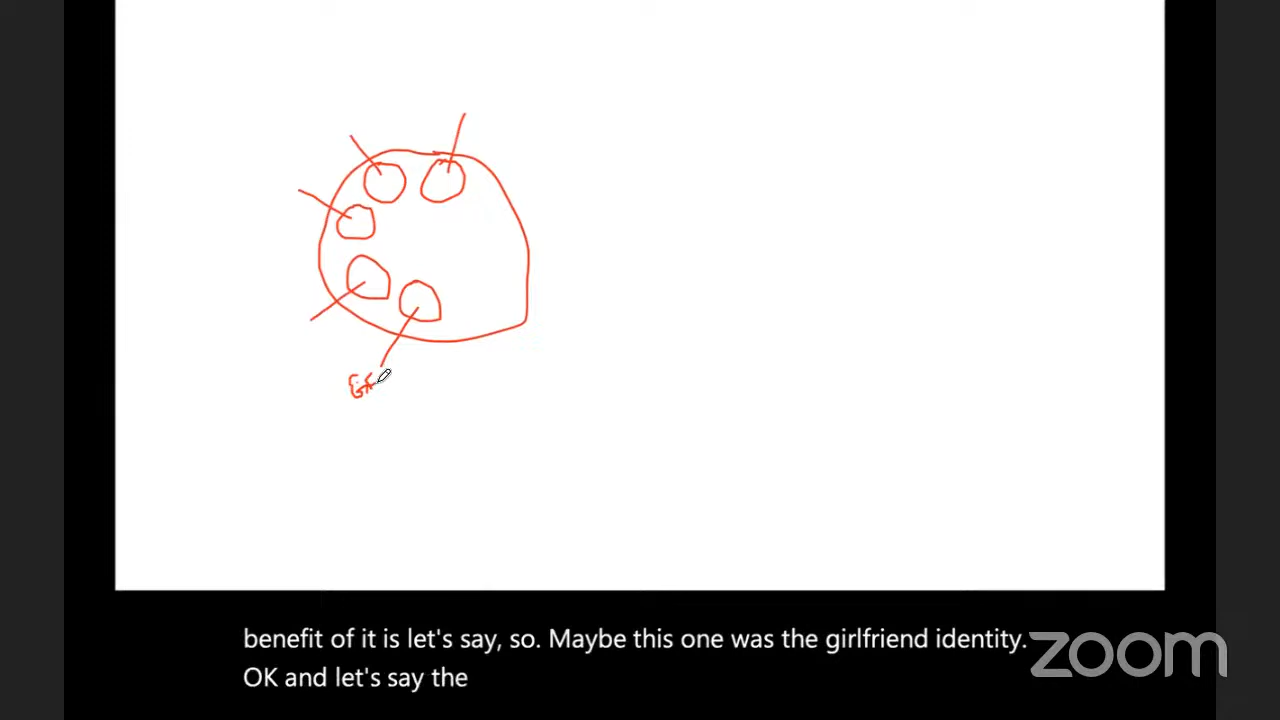 GF
benefit of it is let's say, so. Maybe this one was the girlfriend identity.
OK and let's say the
zoom